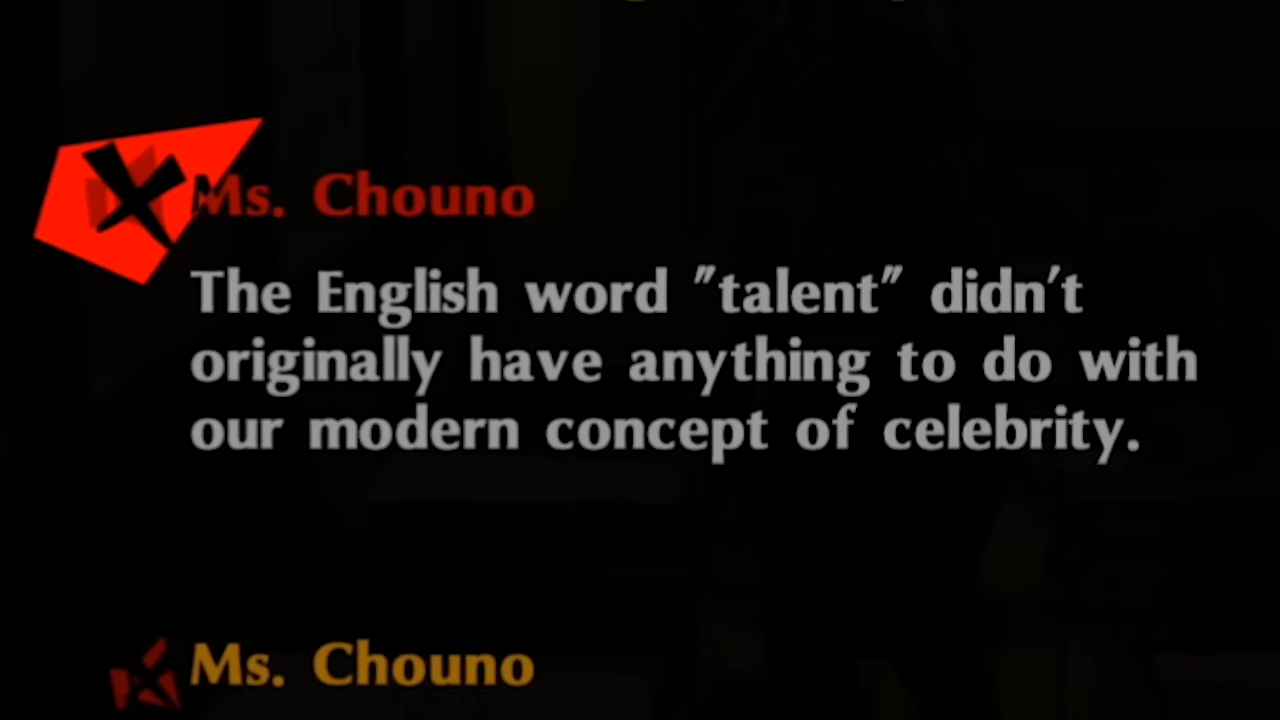 Ms. Chouno
The English word "talent" didn't
originally have anything to do with
our modern concept of celebrity.
Ms. Chouno